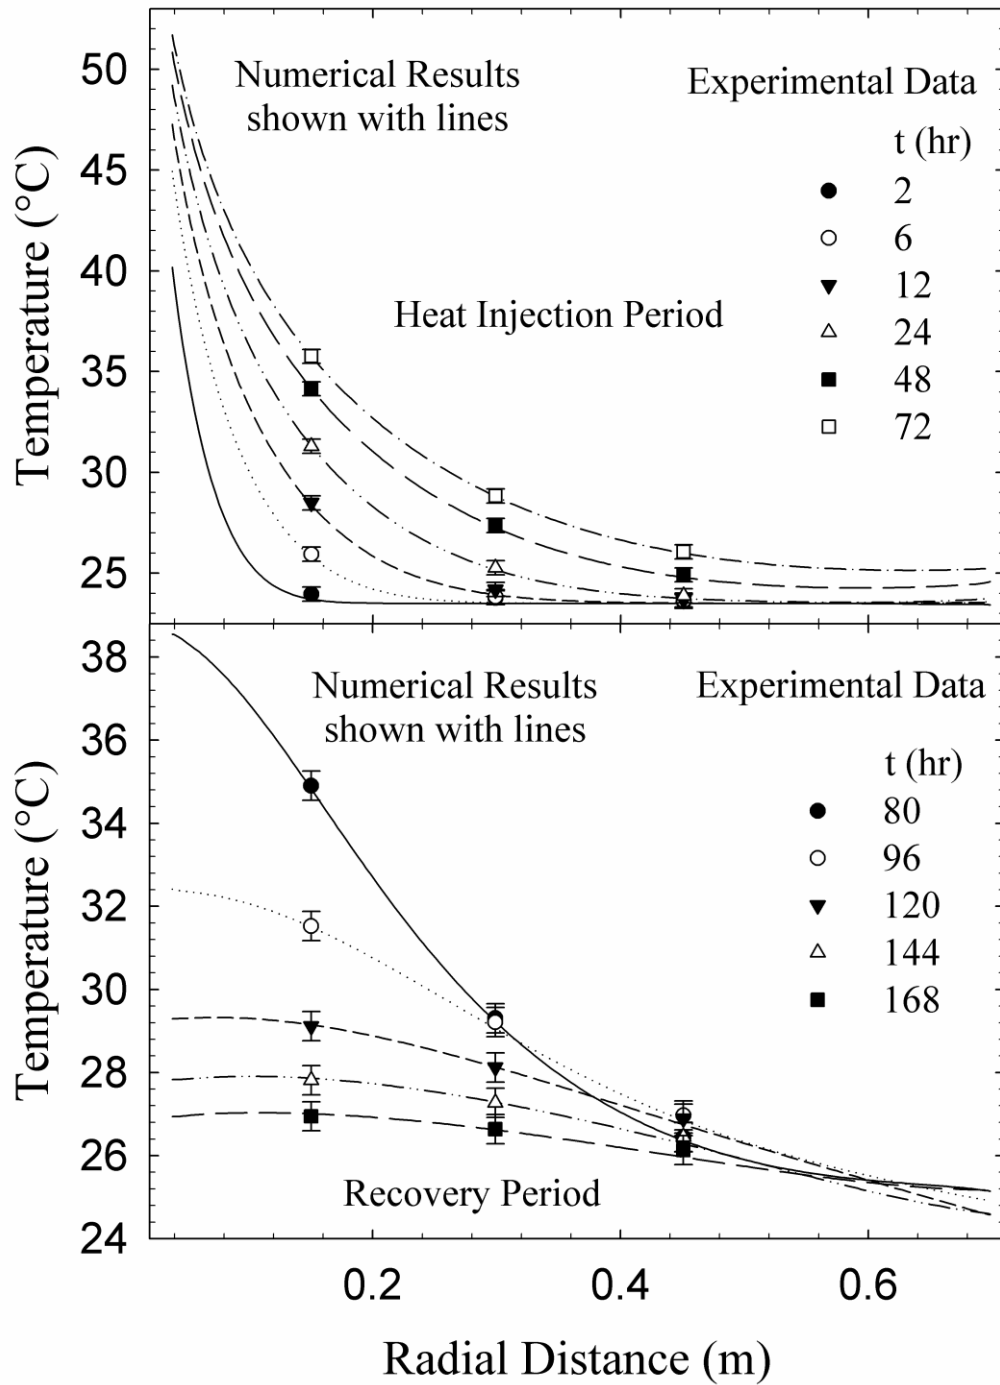 Temperature (°C)
50
45
40
35
30
25
Numerical Results
shown with lines
Experimental Data
t (hr)
2
6
12
24
48
72
Heat Injection Period
Temperature (°C)
38
36
34
32
30
28
26
24
Numerical Results
shown with lines
Experimental Data
t (hr)
80
96
120
144
168
Recovery Period
0.2 0.4 0.6
Radial Distance (m)